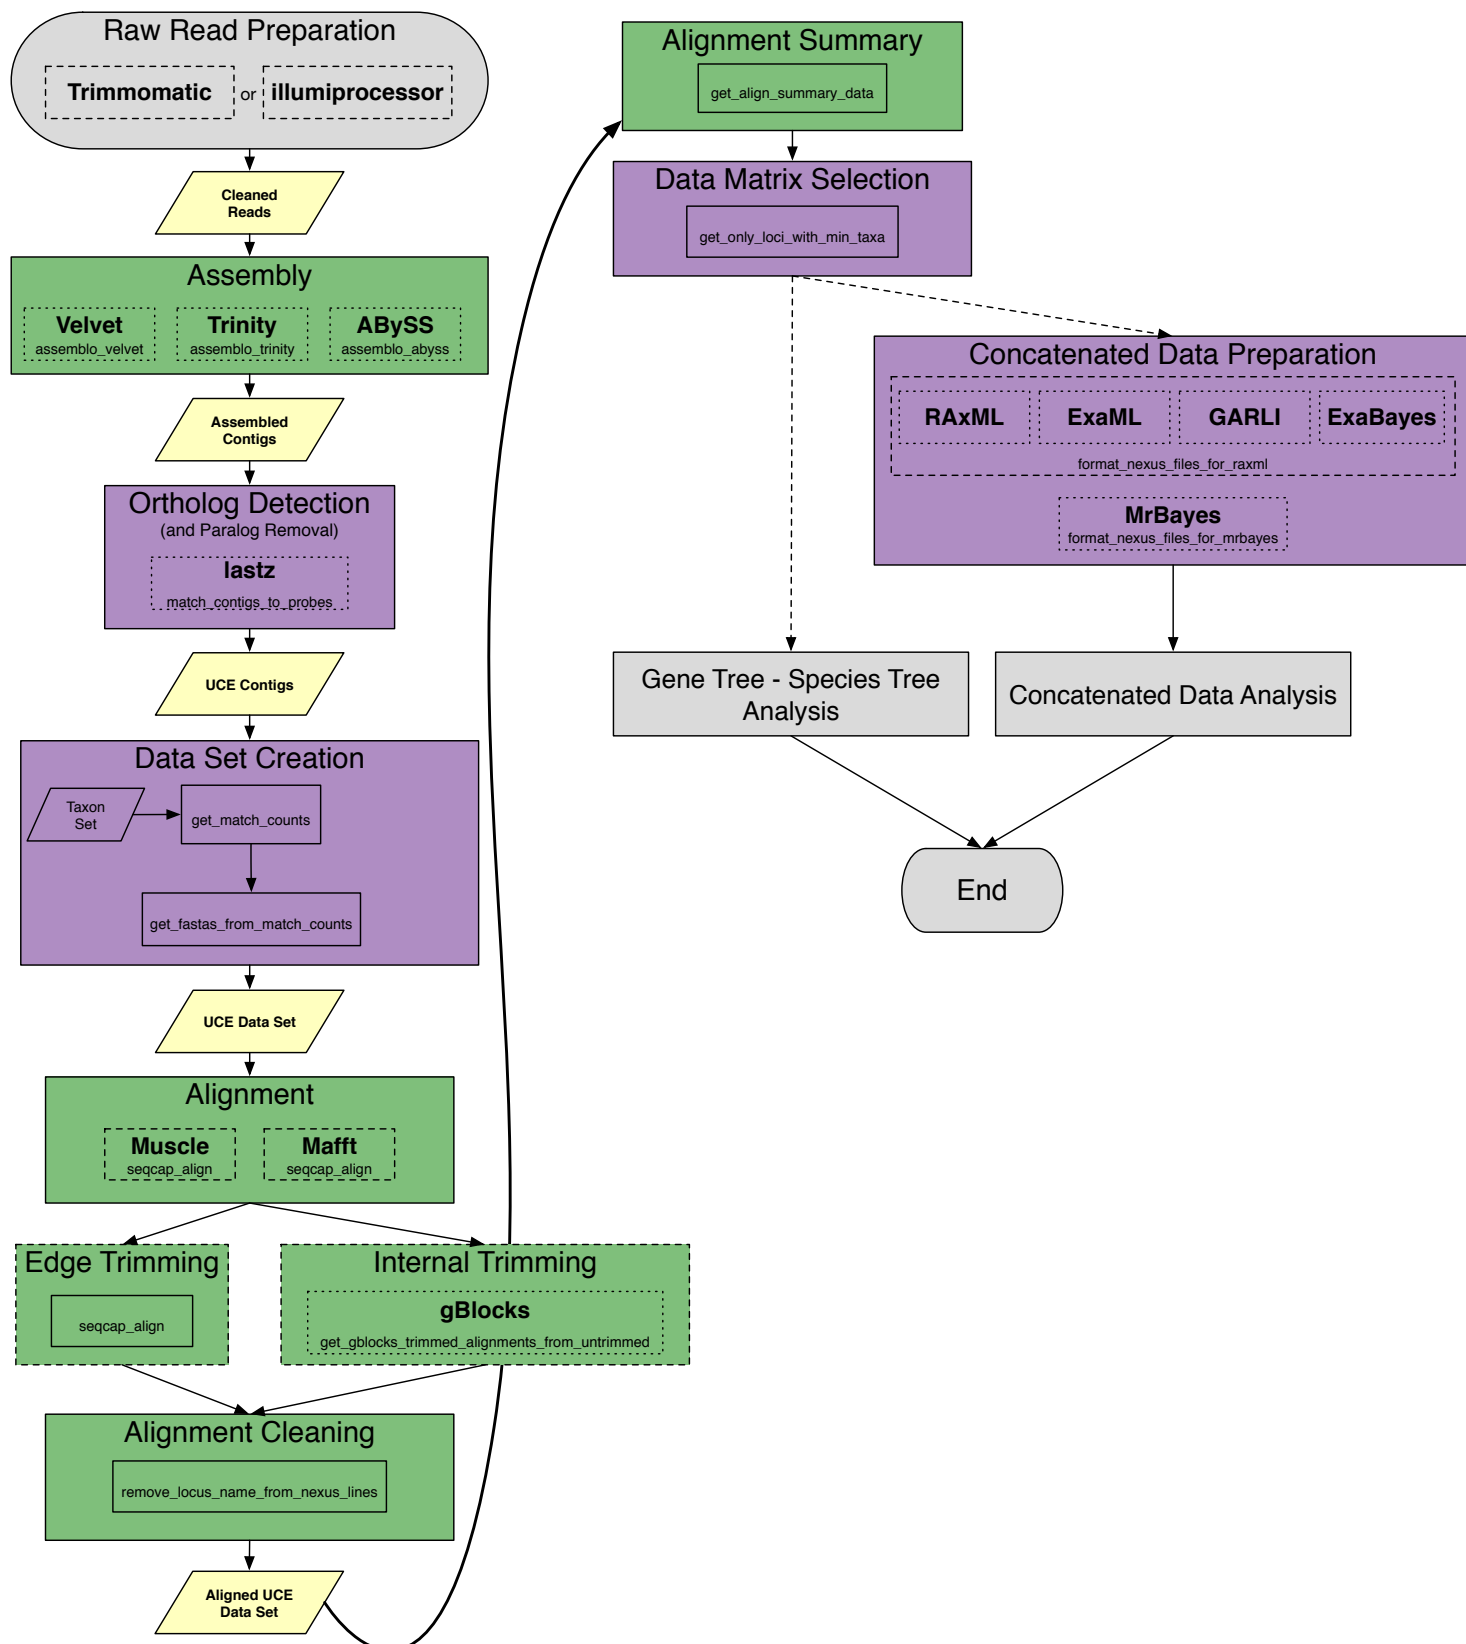 Raw Read Preparation
Trimmomatic or illumiprocessor
Cleaned
Reads
Assembly
Velvet
assemblo_velvet
Trinity
assemblo_trinity
ABySS
assemblo_abyss
Assembled
Contigs
Ortholog Detection
(and Paralog Removal)
lastz
match_contigs_to_probes
UCE Contigs
Data Set Creation
Taxon
Set
get_match_counts
get_fastas_from_match_counts
UCE Data Set
Alignment
Muscle
seqcap_align
Mafft
seqcap_align
Edge Trimming
seqcap_align
Internal Trimming
gBlocks
get_gblocks_trimmed_alignments_from_untrimmed
Alignment Cleaning
remove_locus_name_from_nexus_lines
Aligned UCE
Data Set
Alignment Summary
get_align_summary_data
Data Matrix Selection
get_only_loci_with_min_taxa
Concatenated Data Preparation
RAxML ExaML GARLI ExaBayes
format_nexus_files_for_raxml
MrBayes
format_nexus_files_for_mrbayes
Gene Tree - Species Tree
Analysis
Concatenated Data Analysis
End